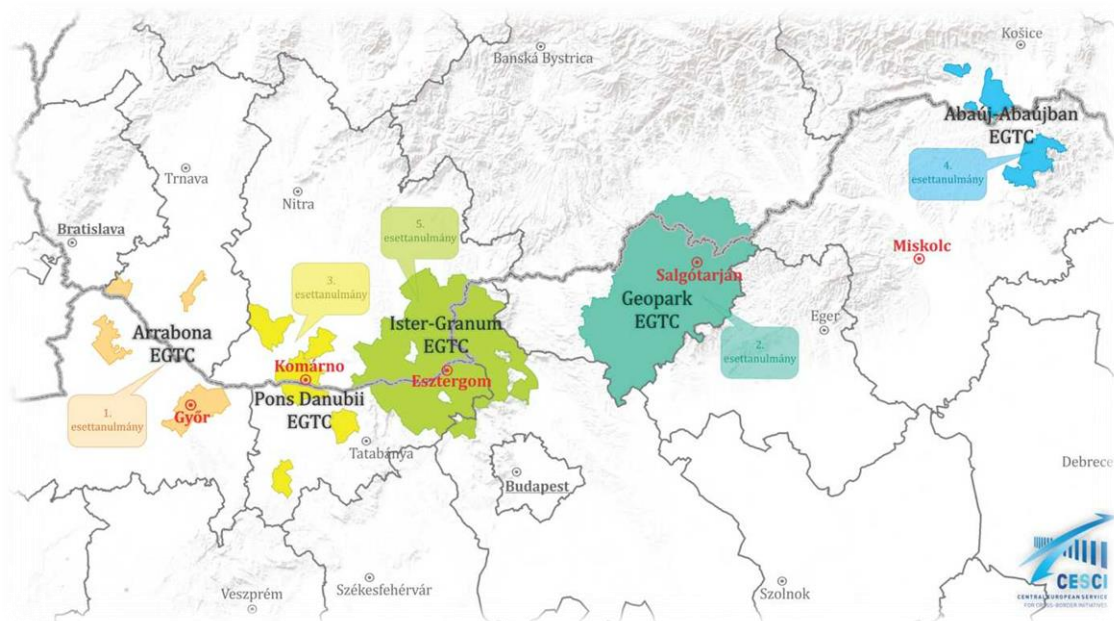 Košice
Banská Bystrica
Abaúj-Abaújban
EGTC
4.
esettanulmány
Trnava
Nitra
Bratislava
5.
esettanulmány
Miskolc
Salgótarján
3.
esettanulmány
Geopark
EGTC
Arrabona
EGTC
Ister-Granum
EGTC
Eger
2.
esettanulmány
Komárno
Esztergom
Pons Danubii
EGTC
1.
esettanulmány
Győr
Tatabánya
Budapest
Debrece
CESCI
CENTRAL EUROPEAN SERVICE
FOR CROSS-BORDER INITIATIVES
Székesfehérvár
Veszprém
Szolnok